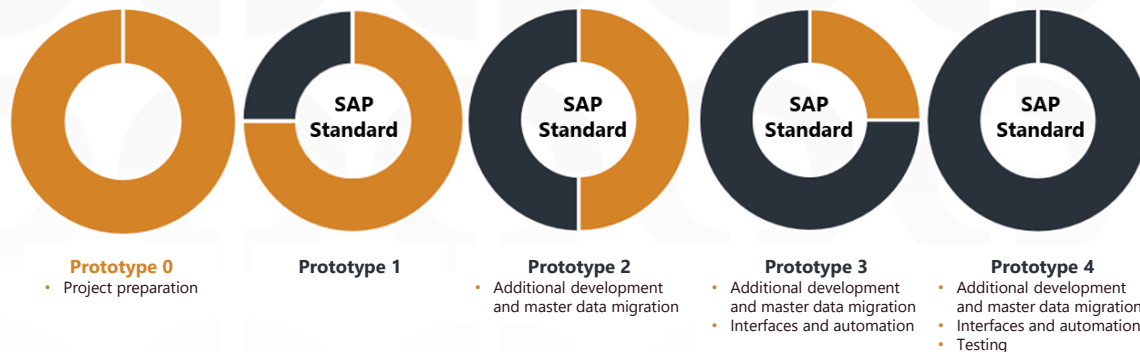 SAP
Standard
SAP
Standard
SAP
Standard
SAP
Standard
Prototype 0
• Project preparation
Prototype 1
Prototype 2
• Additional development
and master data migration
Prototype 3
• Additional development
and master data migration
• Interfaces and automation
Prototype 4
• Additional development
and master data migration
• Interfaces and automation
• Testing